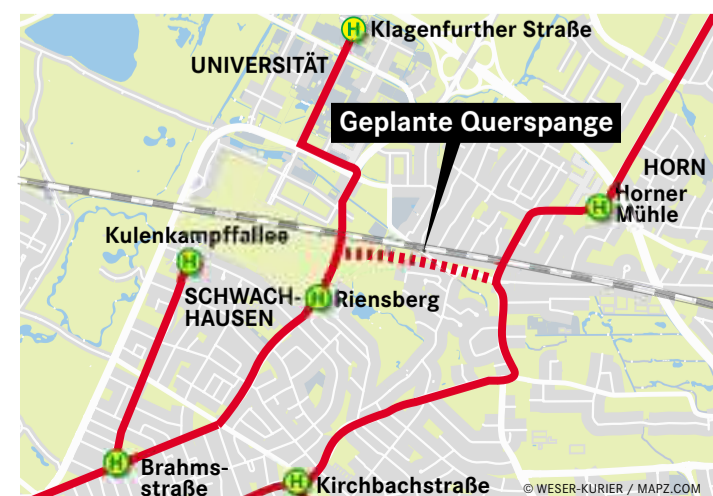 H Klagenfurther Straße
UNIVERSITÄT
Geplante Querspange
HORN
H Horner
Mühle
Kulenkampffallee
H
SCHWACH-
HAUSEN
H Riensberg
H Brahms-
straße
H Kirchbachstraße
© WESER-KURIER / MAPZ.COM